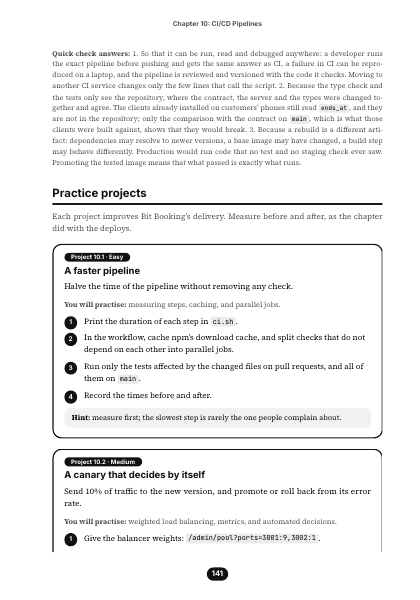 Chapter 10: CI/CD Pipelines
Quick check answers: 1. So that it can be run, read and debugged anywhere: a developer runs
the exact pipeline before pushing and gets the same answer as CI, a failure in CI can be repro-
duced on a laptop, and the pipeline is reviewed and versioned with the code it checks. Moving to
another CI service changes only the few lines that call the script. 2. Because the type check and
the tests only see the repository, where the contract, the server and the types were changed to-
gether and agree. The clients already installed on customers' phones still read ends_at, and they
are not in the repository; only the comparison with the contract on main, which is what those
clients were built against, shows that they would break. 3. Because a rebuild is a different arti-
fact: dependencies may resolve to newer versions, a base image may have changed, a build step
may behave differently. Production would run code that no test and no staging check ever saw.
Promoting the tested image means that what passed is exactly what runs.
Practice projects
Each project improves Bit Booking's delivery. Measure before and after, as the chapter
did with the deploys.
Project 10.1 · Easy
A faster pipeline
Halve the time of the pipeline without removing any check.
You will practise: measuring steps, caching, and parallel jobs.
1 Print the duration of each step in ci.sh.
2 In the workflow, cache npm's download cache, and split checks that do not
depend on each other into parallel jobs.
3 Run only the tests affected by the changed files on pull requests, and all of
them on main.
4 Record the times before and after.
Hint: measure first; the slowest step is rarely the one people complain about.
Project 10.2 · Medium
A canary that decides by itself
Send 10% of traffic to the new version, and promote or roll back from its error
rate.
You will practise: weighted load balancing, metrics, and automated decisions.
1 Give the balancer weights: /admin/pool?ports=3001:9,3002:1.
141